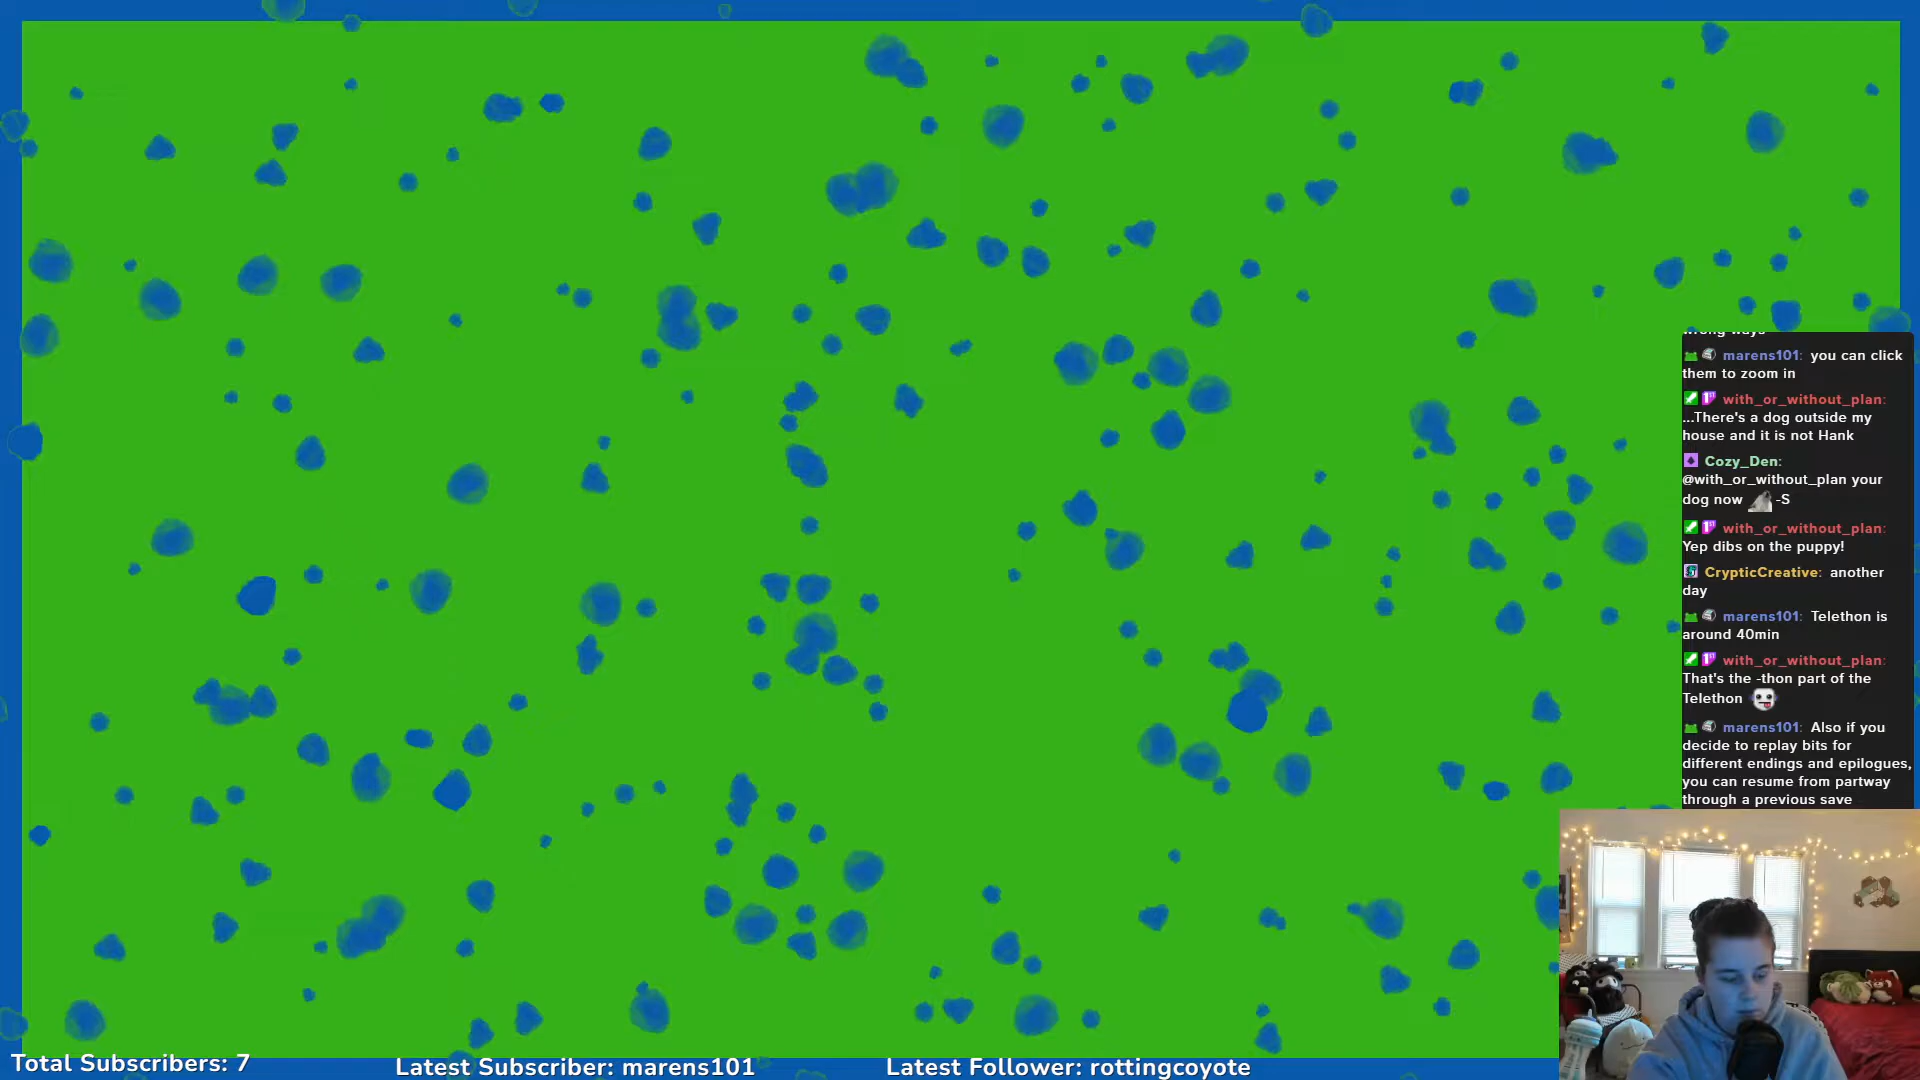 wrong ways
marens101: you can click
them to zoom in
with_or_without_plan:
...There's a dog outside my
house and it is not Hank
Cozy_Den:
@with_or_without_plan your
dog now -S
with_or_without_plan:
Yep dibs on the puppy!
CrypticCreative: another
day
marens101: Telethon is
around 40min
with_or_without_plan:
That's the -thon part of the
Telethon
marens101: Also if you
decide to replay bits for
different endings and epilogues,
you can resume from partway
through a previous save
Total Subscribers: 7
Latest Subscriber: marens101
Latest Follower: rottingcoyote